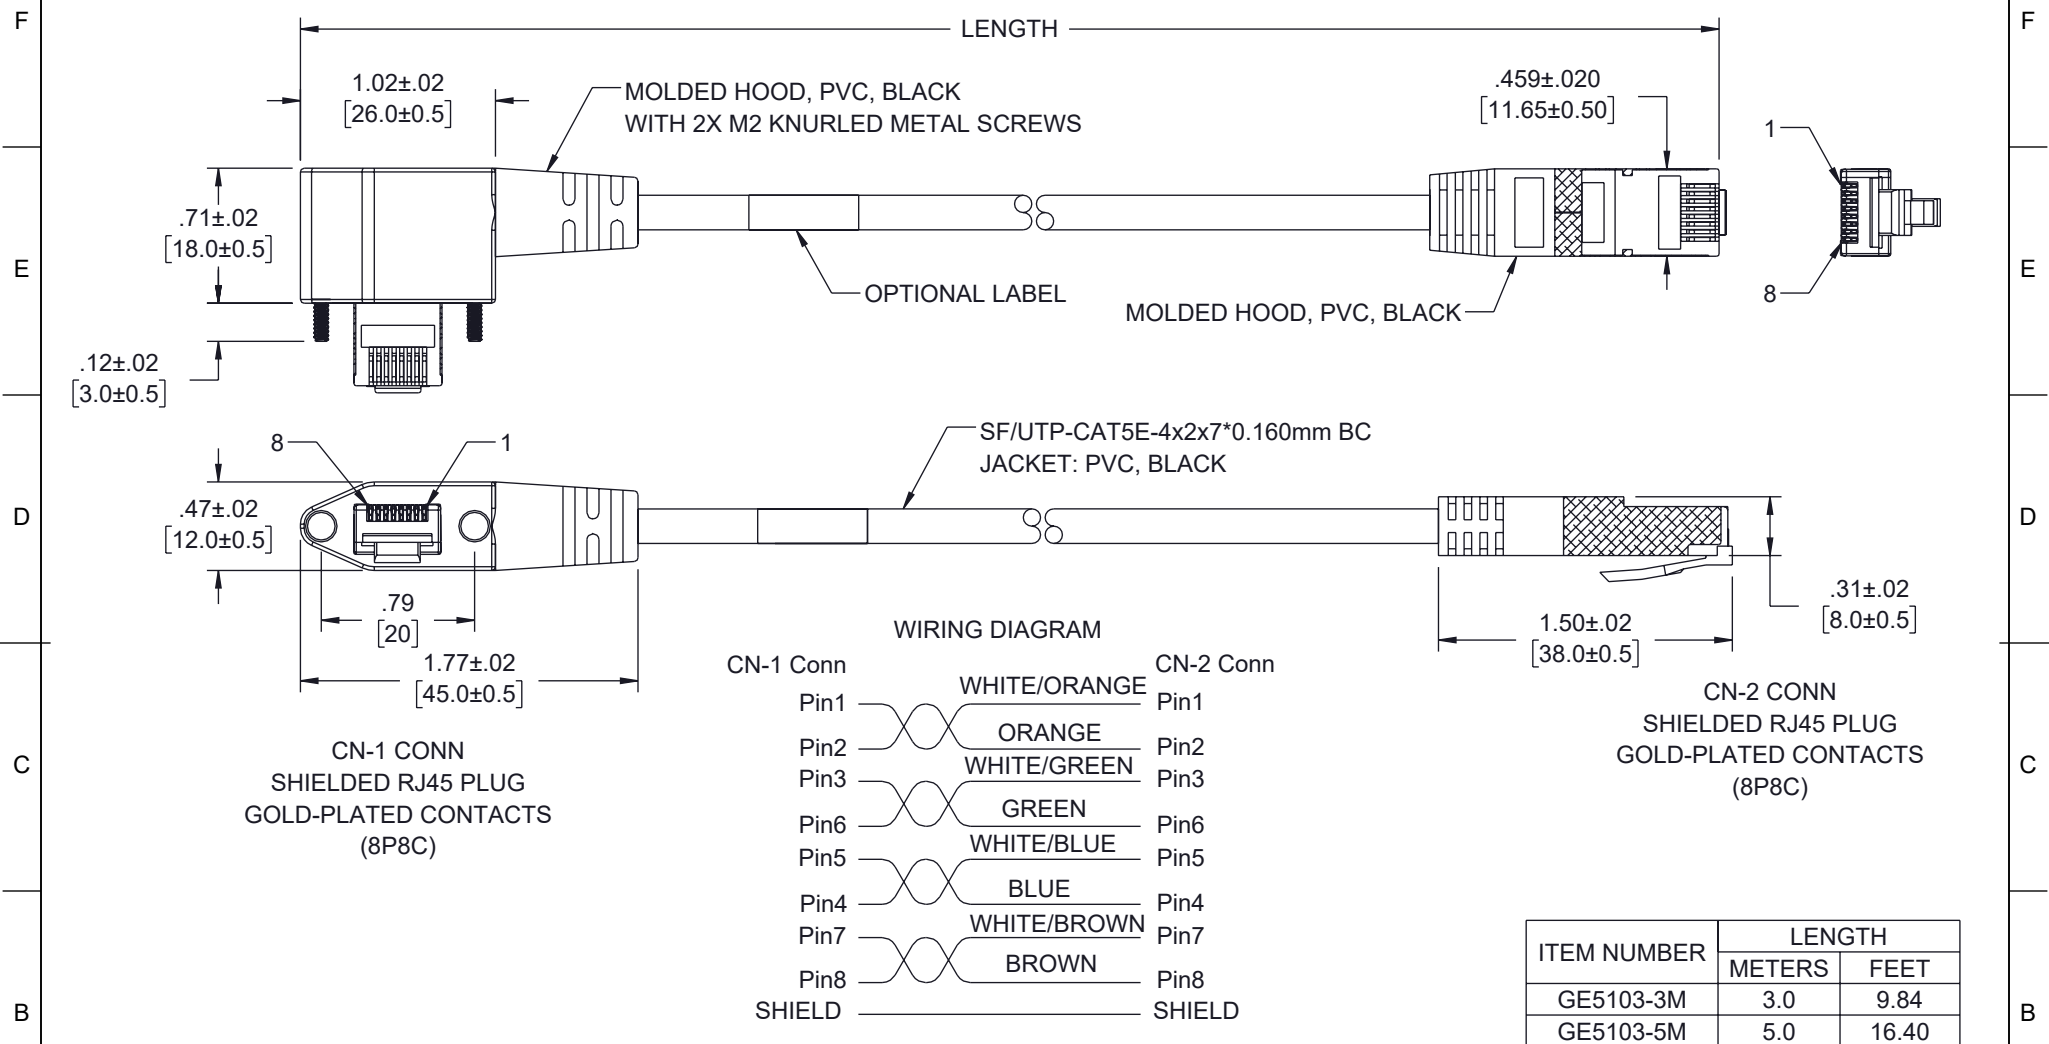 F
LENGTH
F
1.02±.02
[26.0±0.5]
MOLDED HOOD, PVC, BLACK
WITH 2X M2 KNURLED METAL SCREWS
.459±.020
[11.65±0.50]
1
8
.71±.02
[18.0±0.5]
E
E
OPTIONAL LABEL
MOLDED HOOD, PVC, BLACK
.12±.02
[3.0±0.5]
8
1
SF/UTP-CAT5E-4x2x7*0.160mm BC
JACKET: PVC, BLACK
D
D
.47±.02
[12.0±0.5]
.79
[20]
1.77±.02
[45.0±0.5]
.31±.02
[8.0±0.5]
1.50±.02
[38.0±0.5]
CN-1 CONN
SHIELDED RJ45 PLUG
GOLD-PLATED CONTACTS
(8P8C)
WIRING DIAGRAM
CN-1 Conn CN-2 Conn
Pin1 WHITE/ORANGE Pin1
Pin2 ORANGE Pin2
Pin3 WHITE/GREEN Pin3
Pin6 GREEN Pin6
Pin5 WHITE/BLUE Pin5
Pin4 BLUE Pin4
Pin7 WHITE/BROWN Pin7
Pin8 BROWN Pin8
SHIELD SHIELD
CN-2 CONN
SHIELDED RJ45 PLUG
GOLD-PLATED CONTACTS
(8P8C)
C
C
ITEM NUMBER LENGTH
METERS FEET
GE5103-3M 3.0 9.84
GE5103-5M 5.0 16.40
B
B